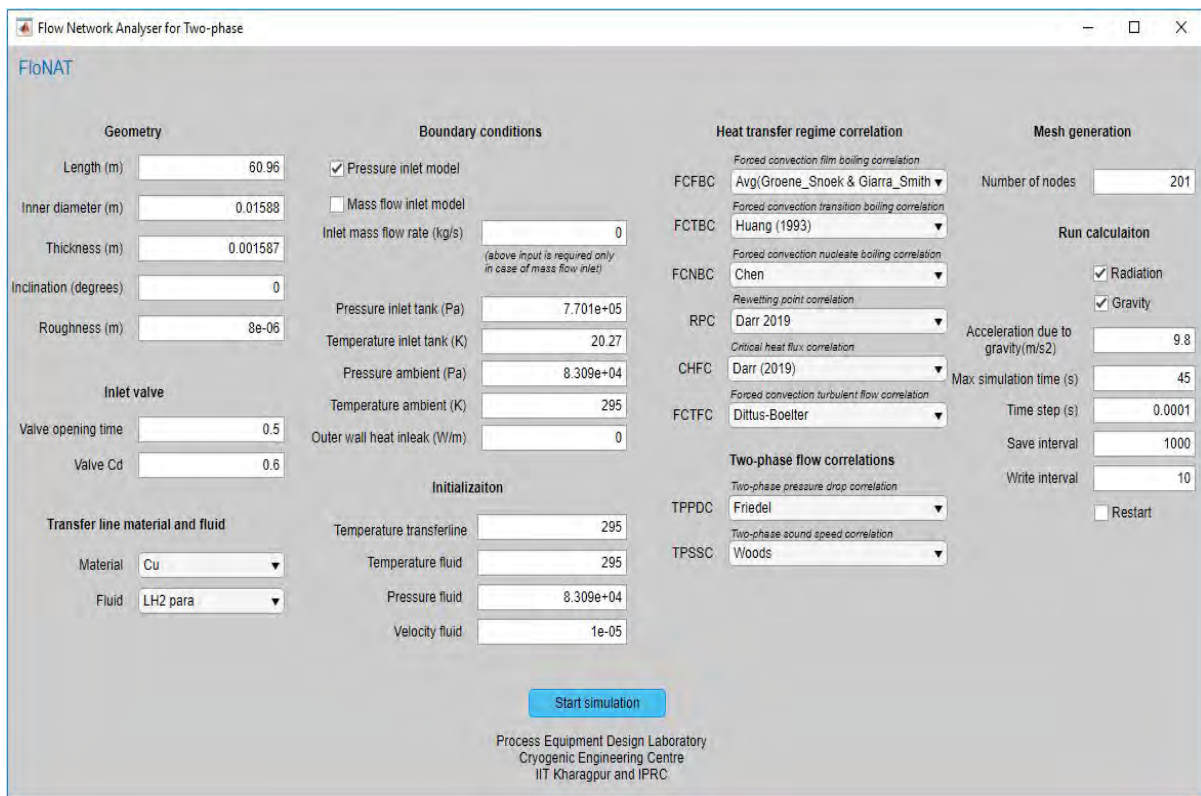 Flow Network Analyser for Two-phase
FloNAT
Geometry
Length (m) 60.96
Inner diameter (m) 0.01588
Thickness (m) 0.001587
Inclination (degrees) 0
Roughness (m) 8e-06
Inlet valve
Valve opening time 0.5
Valve Cd 0.6
Transfer line material and fluid
Material Cu
Fluid LH2 para
Boundary conditions
Pressure inlet model
Mass flow inlet model
Inlet mass flow rate (kg/s) 0
(above input is required only
in case of mass flow inlet)
Pressure inlet tank (Pa) 7.701e+05
Temperature inlet tank (K) 20.27
Pressure ambient (Pa) 8.309e+04
Temperature ambient (K) 295
Outer wall heat inleak (W/m) 0
Initializaiton
Temperature transferline 295
Temperature fluid 295
Pressure fluid 8.309e+04
Velocity fluid 1e-05
Heat transfer regime correlation
Forced convection film boiling correlation
FCFBC Avg(Groene_Snoek & Giarra_Smith
Forced convection transition boiling correlation
FCTBC Huang (1993)
Forced convection nucleate boiling correlation
FCNBC Chen
Rewetting point correlation
RPC Darr 2019
Critical heat flux correlation
CHFC Darr (2019)
Forced convection turbulent flow correlation
FCTFC Dittus-Boelter
Two-phase flow correlations
Two-phase pressure drop correlation
TPPDC Friedel
Two-phase sound speed correlation
TPSSC Woods
Mesh generation
Number of nodes 201
Run calculaiton
Radiation
Gravity
Acceleration due to
gravity(m/s2) 9.8
Max simulation time (s) 45
Time step (s) 0.0001
Save interval 1000
Write interval 10
Restart
Start simulation
Process Equipment Design Laboratory
Cryogenic Engineering Centre
IIT Kharagpur and IPRC